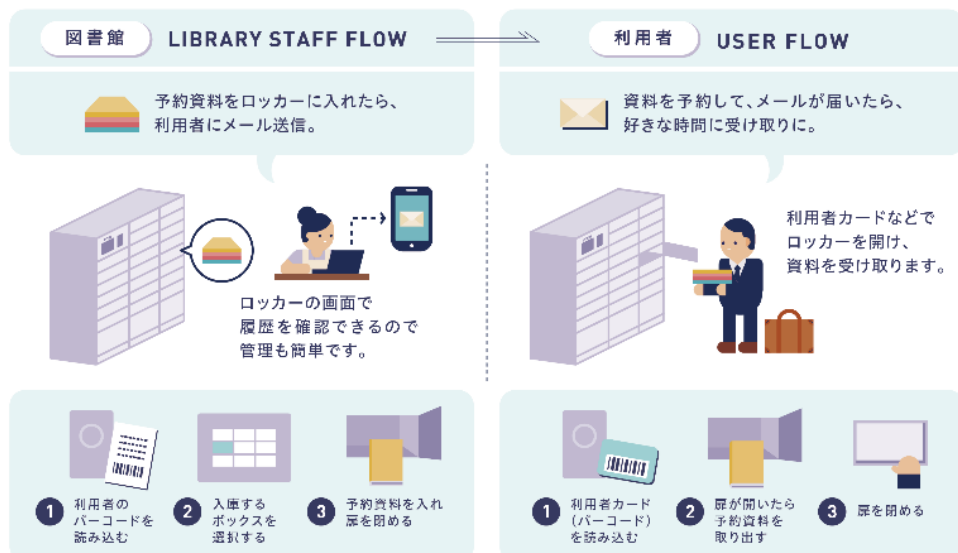 図書館
LIBRARY STAFF FLOW
利用者
USER FLOW
予約資料をロッカーに入れたら、
利用者にメール送信。
資料を予約して、メールが届いたら、
好きな時間に受け取りに。
ロッカーの画面で
履歴を確認できるので
管理も簡単です。
利用者カードなどで
ロッカーを開け、
資料を受け取ります。
1
利用者の
バーコードを
読み込む
2
入庫する
ボックスを
選択する
3
予約資料を入れ
扉を閉める
1
利用者カード
(バーコード)
を読み込む
2
扉が開いたら
予約資料を
取り出す
3
扉を閉める